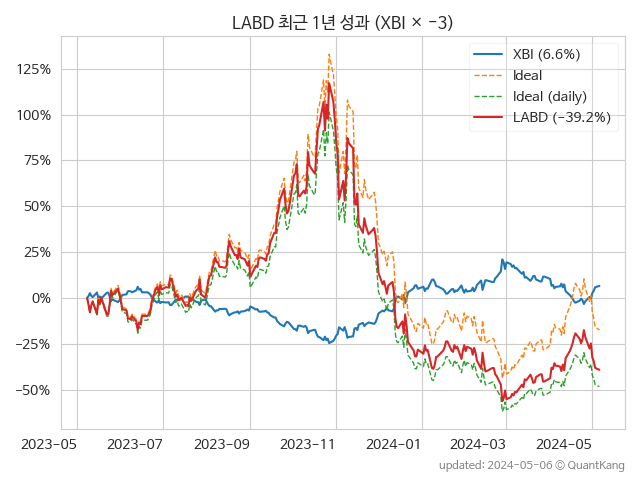 LABD 최근 1년 성과 (XBI × −3)
XBI (6.6%)
Ideal
Ideal (daily)
LABD (−39.2%)
125%
100%
75%
50%
25%
0%
−25%
−50%
2023-05 2023-07 2023-09 2023-11 2024-01 2024-03 2024-05
updated: 2024-05-06 © QuantKang